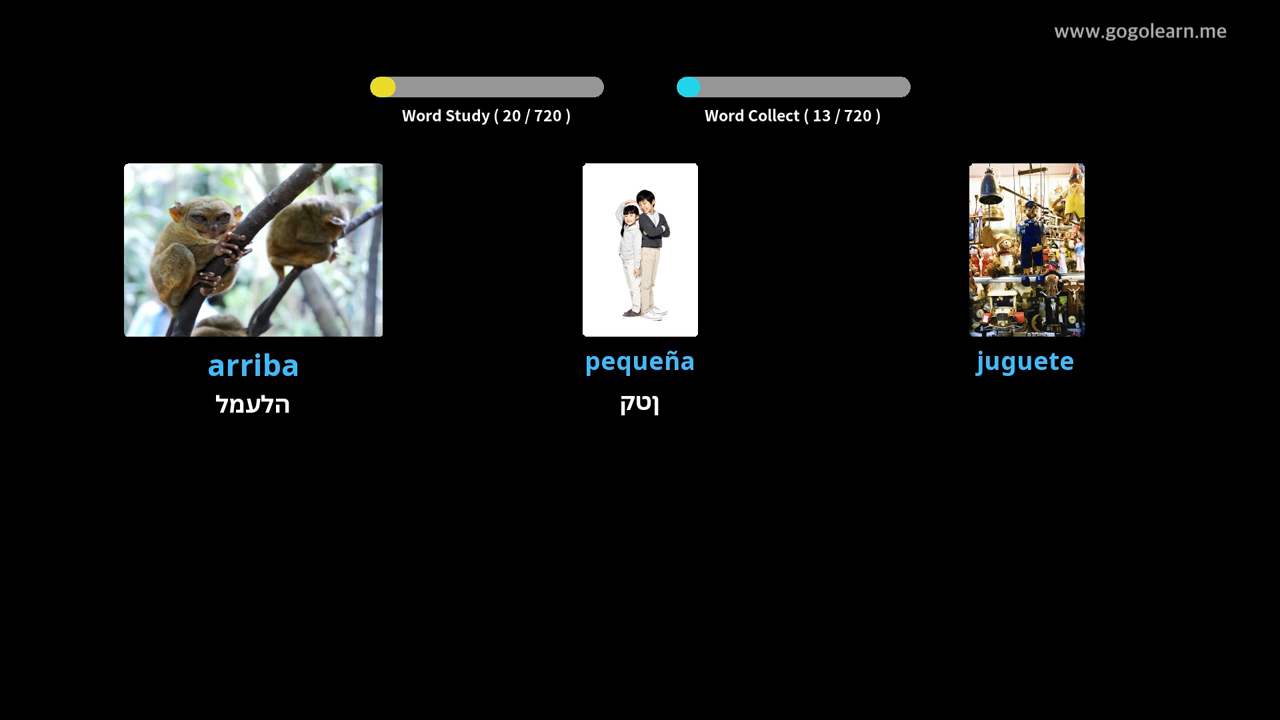 www.gogolearn.me
Word Study ( 20 / 720 )
Word Collect ( 13 / 720 )
arriba
הלעמל
pequeña
ןטק
juguete